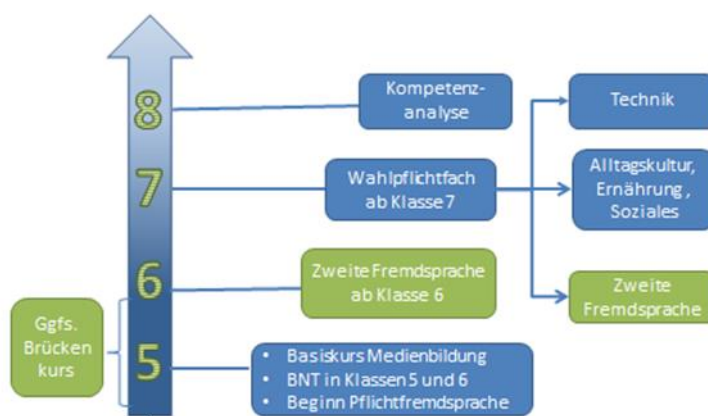 8
Kompetenz-
analyse
Technik
7
Wahlpflichtfach
ab Klasse 7
Alltagskultur,
Ernährung ,
Soziales
6
Zweite Fremdsprache
ab Klasse 6
Zweite
Fremdsprache
Ggfs.
Brücken
kurs
5
• Basiskurs Medienbildung
• BNT in Klassen 5 und 6
• Beginn Pflichtfremdsprache